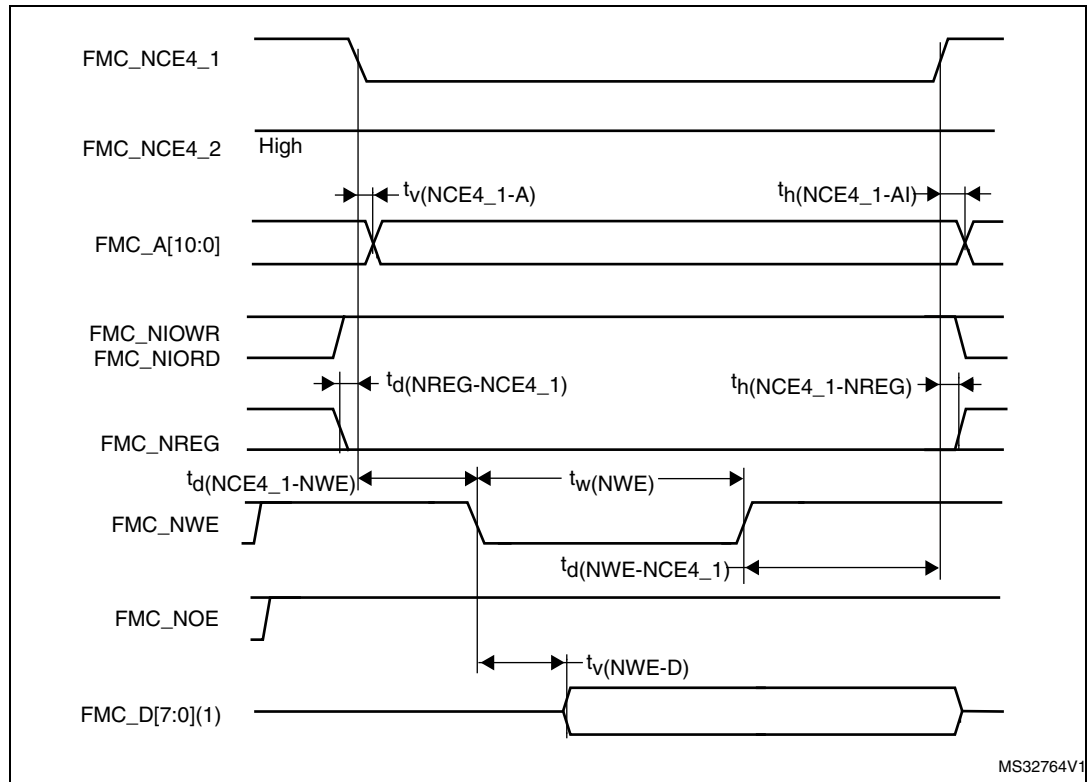 FMC_NCE4_1
FMC_NCE4_2
High
tv(NCE4_1-A)
th(NCE4_1-AI)
FMC_A[10:0]
FMC_NIOWR
FMC_NIORD
td(NREG-NCE4_1)
th(NCE4_1-NREG)
FMC_NREG
td(NCE4_1-NWE)
tw(NWE)
FMC_NWE
td(NWE-NCE4_1)
FMC_NOE
tv(NWE-D)
FMC_D[7:0](1)
MS32764V1